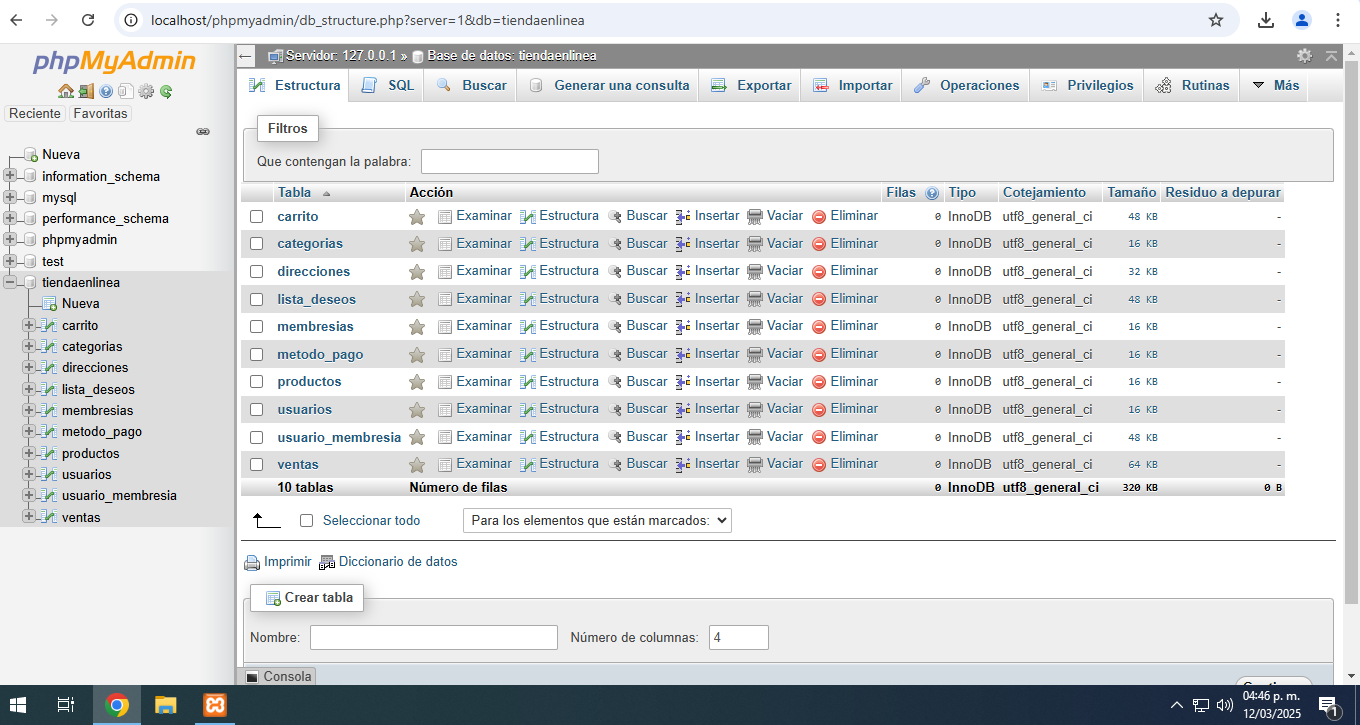 localhost/phpmyadmin/db_structure.php?server=1&db=tiendaenlinea
phpMyAdmin
Reciente Favoritas
Nueva
information_schema
mysql
performance_schema
phpmyadmin
test
tiendaenlinea
Nueva
carrito
categorias
direcciones
lista_deseos
membresias
metodo_pago
productos
usuarios
usuario_membresia
ventas
Servidor: 127.0.0.1 » Base de datos: tiendaenlinea
Estructura SQL Buscar Generar una consulta Exportar Importar Operaciones Privilegios Rutinas Más
Filtros
Que contengan la palabra:
Tabla Acción Filas Tipo Cotejamiento Tamaño Residuo a depurar
carrito Examinar Estructura Buscar Insertar Vaciar Eliminar 0 InnoDB utf8_general_ci 48 KB -
categorias Examinar Estructura Buscar Insertar Vaciar Eliminar 0 InnoDB utf8_general_ci 16 KB -
direcciones Examinar Estructura Buscar Insertar Vaciar Eliminar 0 InnoDB utf8_general_ci 32 KB -
lista_deseos Examinar Estructura Buscar Insertar Vaciar Eliminar 0 InnoDB utf8_general_ci 48 KB -
membresias Examinar Estructura Buscar Insertar Vaciar Eliminar 0 InnoDB utf8_general_ci 16 KB -
metodo_pago Examinar Estructura Buscar Insertar Vaciar Eliminar 0 InnoDB utf8_general_ci 16 KB -
productos Examinar Estructura Buscar Insertar Vaciar Eliminar 0 InnoDB utf8_general_ci 16 KB -
usuarios Examinar Estructura Buscar Insertar Vaciar Eliminar 0 InnoDB utf8_general_ci 16 KB -
usuario_membresia Examinar Estructura Buscar Insertar Vaciar Eliminar 0 InnoDB utf8_general_ci 48 KB -
ventas Examinar Estructura Buscar Insertar Vaciar Eliminar 0 InnoDB utf8_general_ci 64 KB -
10 tablas Número de filas 0 InnoDB utf8_general_ci 320 KB 0 B
Seleccionar todo Para los elementos que están marcados:
Imprimir Diccionario de datos
Crear tabla
Nombre: Número de columnas: 4
Consola
04:46 p. m.
12/03/2025
1